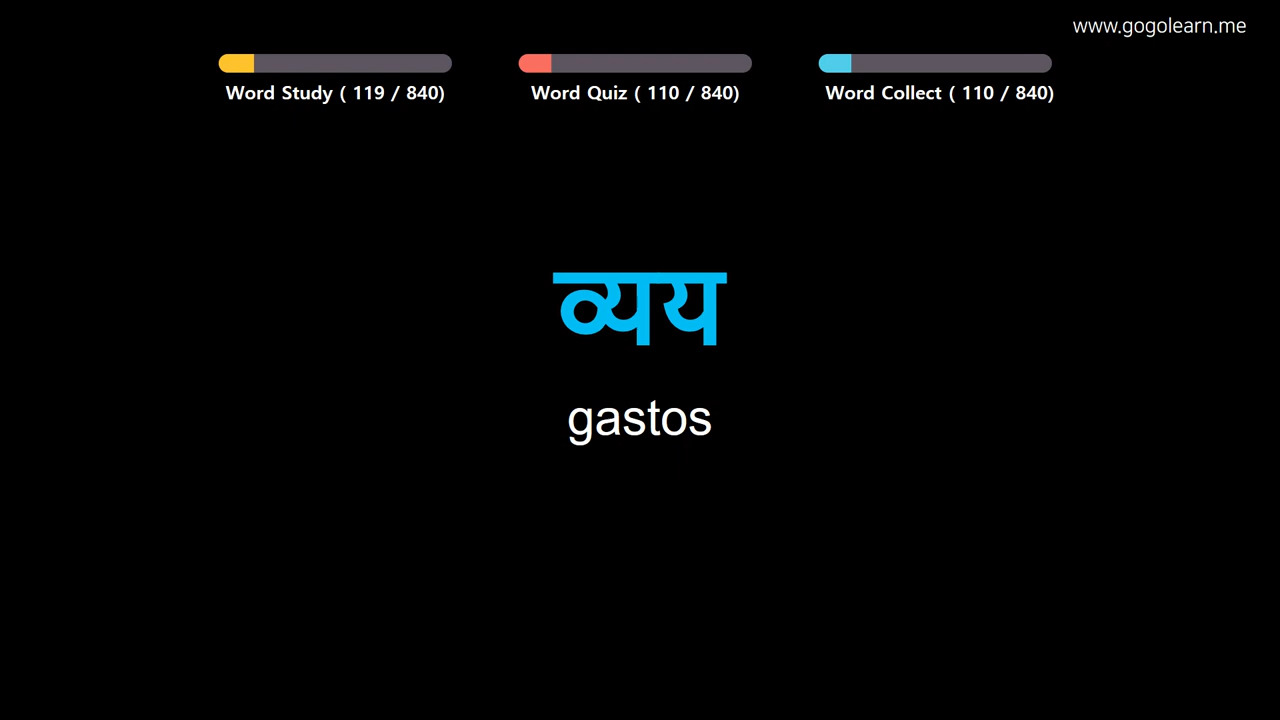 www.gogolearn.me
Word Study ( 119 / 840)
Word Quiz ( 110 / 840)
Word Collect ( 110 / 840)
व्यय
gastos